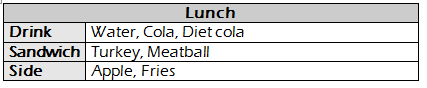 Lunch
Drink Water, Cola, Diet cola
Sandwich Turkey, Meatball
Side Apple, Fries